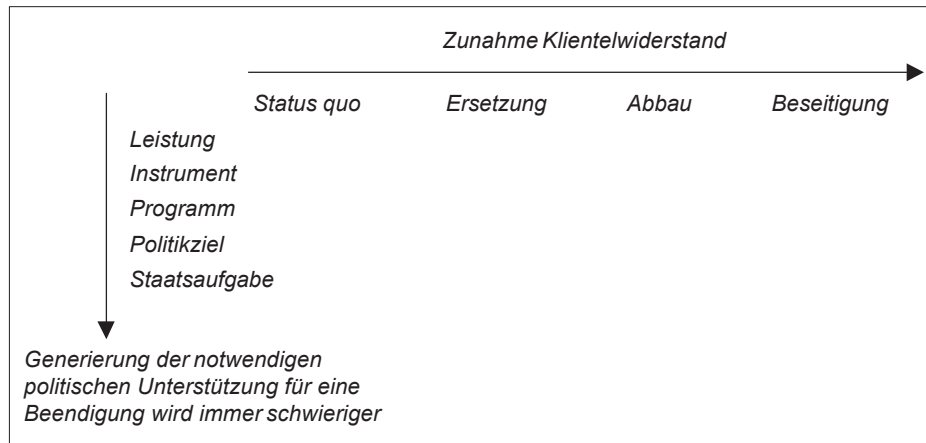 Zunahme Klientelwiderstand
Status quo Ersetzung Abbau Beseitigung
Leistung
Instrument
Programm
Politikziel
Staatsaufgabe
Generierung der notwendigen
politischen Unterstützung für eine
Beendigung wird immer schwieriger